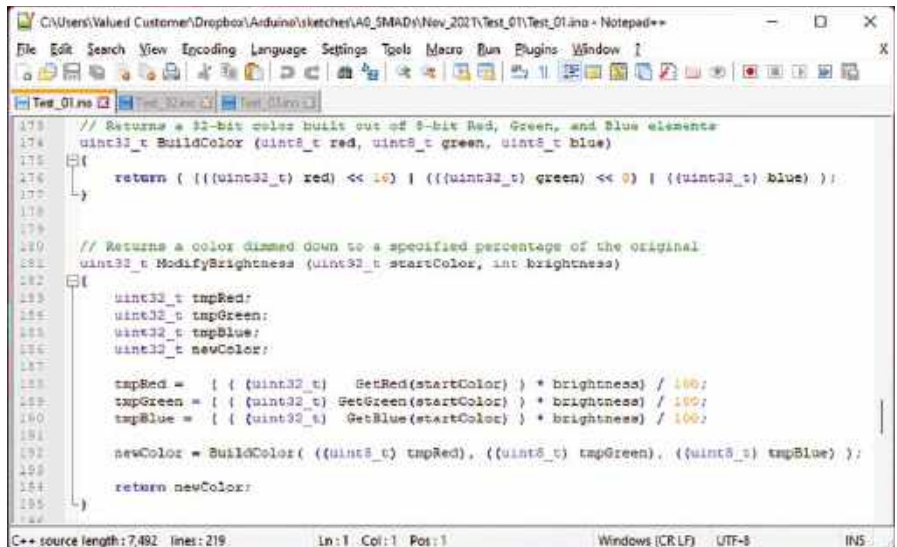 C:\Users\Valued Customer\Dropbox\Arduino\sketches\A0_SMADs\Nov_2021\Test_01\Test_01.ino - Notepad++
File Edit Search View Encoding Language Settings Tools Macro Run Plugins Window ? X
Test_01.ino Test_02.ino Test_03.ino
173 // Returns a 32-bit color built out of 8-bit Red, Green, and Blue elements
174 uint32_t BuildColor (uint8_t red, uint8_t green, uint8_t blue)
175 {
176 return ( (((uint32_t) red) << 16) | (((uint32_t) green) << 8) | ((uint32_t) blue) );
177 }
178
179
180 // Returns a color dimmed down to a specified percentage of the original
181 uint32_t ModifyBrightness (uint32_t startColor, int brightness)
182 {
183 uint32_t tmpRed;
184 uint32_t tmpGreen;
185 uint32_t tmpBlue;
186 uint32_t newColor;
187
188 tmpRed = ( ( (uint32_t) GetRed(startColor) ) * brightness) / 100;
189 tmpGreen = ( ( (uint32_t) GetGreen(startColor) ) * brightness) / 100;
190 tmpBlue = ( ( (uint32_t) GetBlue(startColor) ) * brightness) / 100;
191
192 newColor = BuildColor( ((uint8_t) tmpRed), ((uint8_t) tmpGreen), ((uint8_t) tmpBlue) );
193
194 return newColor;
195 }
C++ source length : 7,492 lines : 219 Ln : 1 Col : 1 Pos : 1 Windows (CR LF) UTF-8 INS